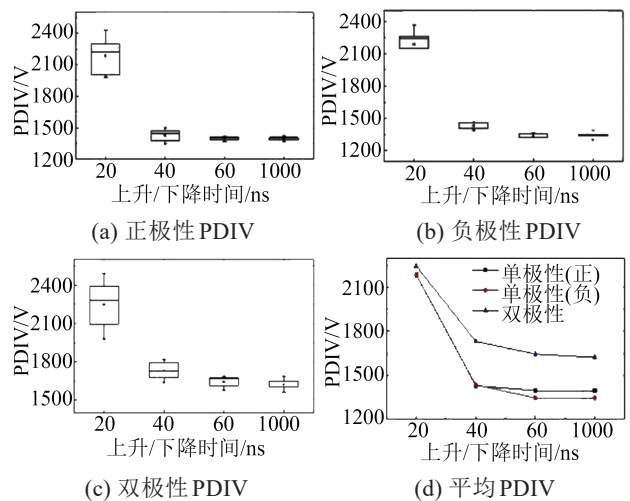 2400
2100
1800
1500
1200
PDIV/V
20 40 60 1000
上升/下降时间/ns
(a) 正极性PDIV
2400
2100
1800
1500
1200
PDIV/V
20 40 60 1000
上升/下降时间/ns
(b) 负极性PDIV
2400
2100
1800
1500
PDIV/V
20 40 60 1000
上升/下降时间/ns
(c) 双极性PDIV
单极性(正)
单极性(负)
双极性
2100
1800
1500
1200
PDIV/V
20 40 60 1000
上升/下降时间/ns
(d) 平均PDIV